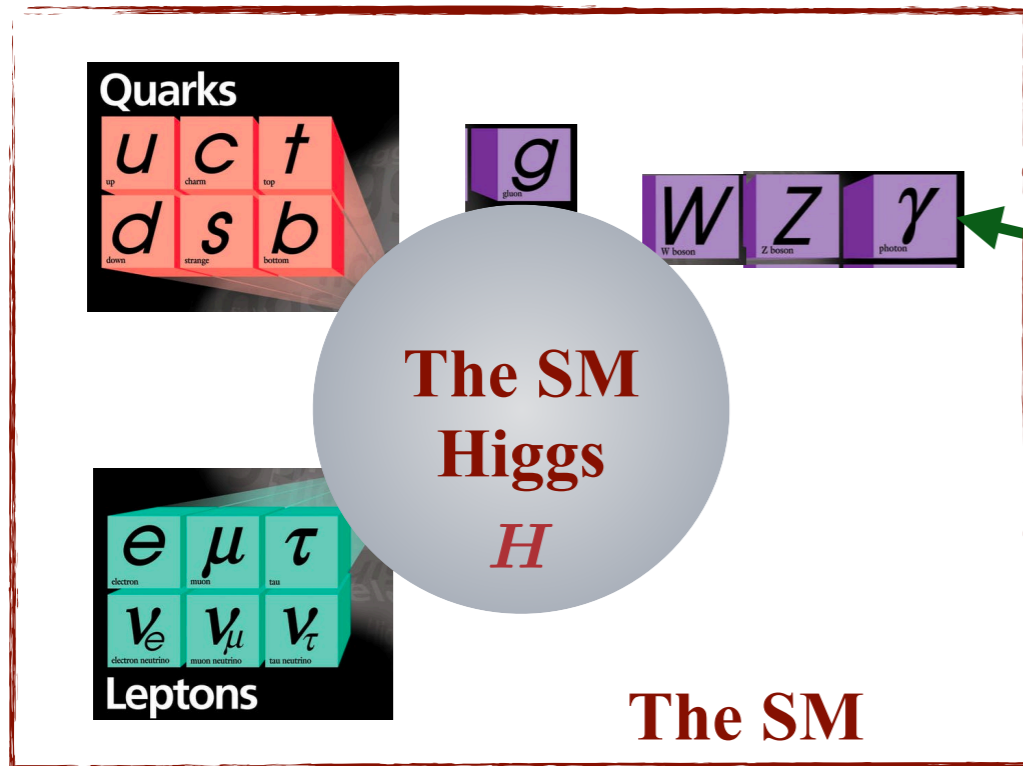 Quarks
u c t
up charm top
d s b
down strange bottom
g
gluon
W Z γ
W boson Z boson photon
The SM
Higgs
H
e μ τ
electron muon tau
νe νμ ντ
electron neutrino muon neutrino tau neutrino
Leptons
The SM